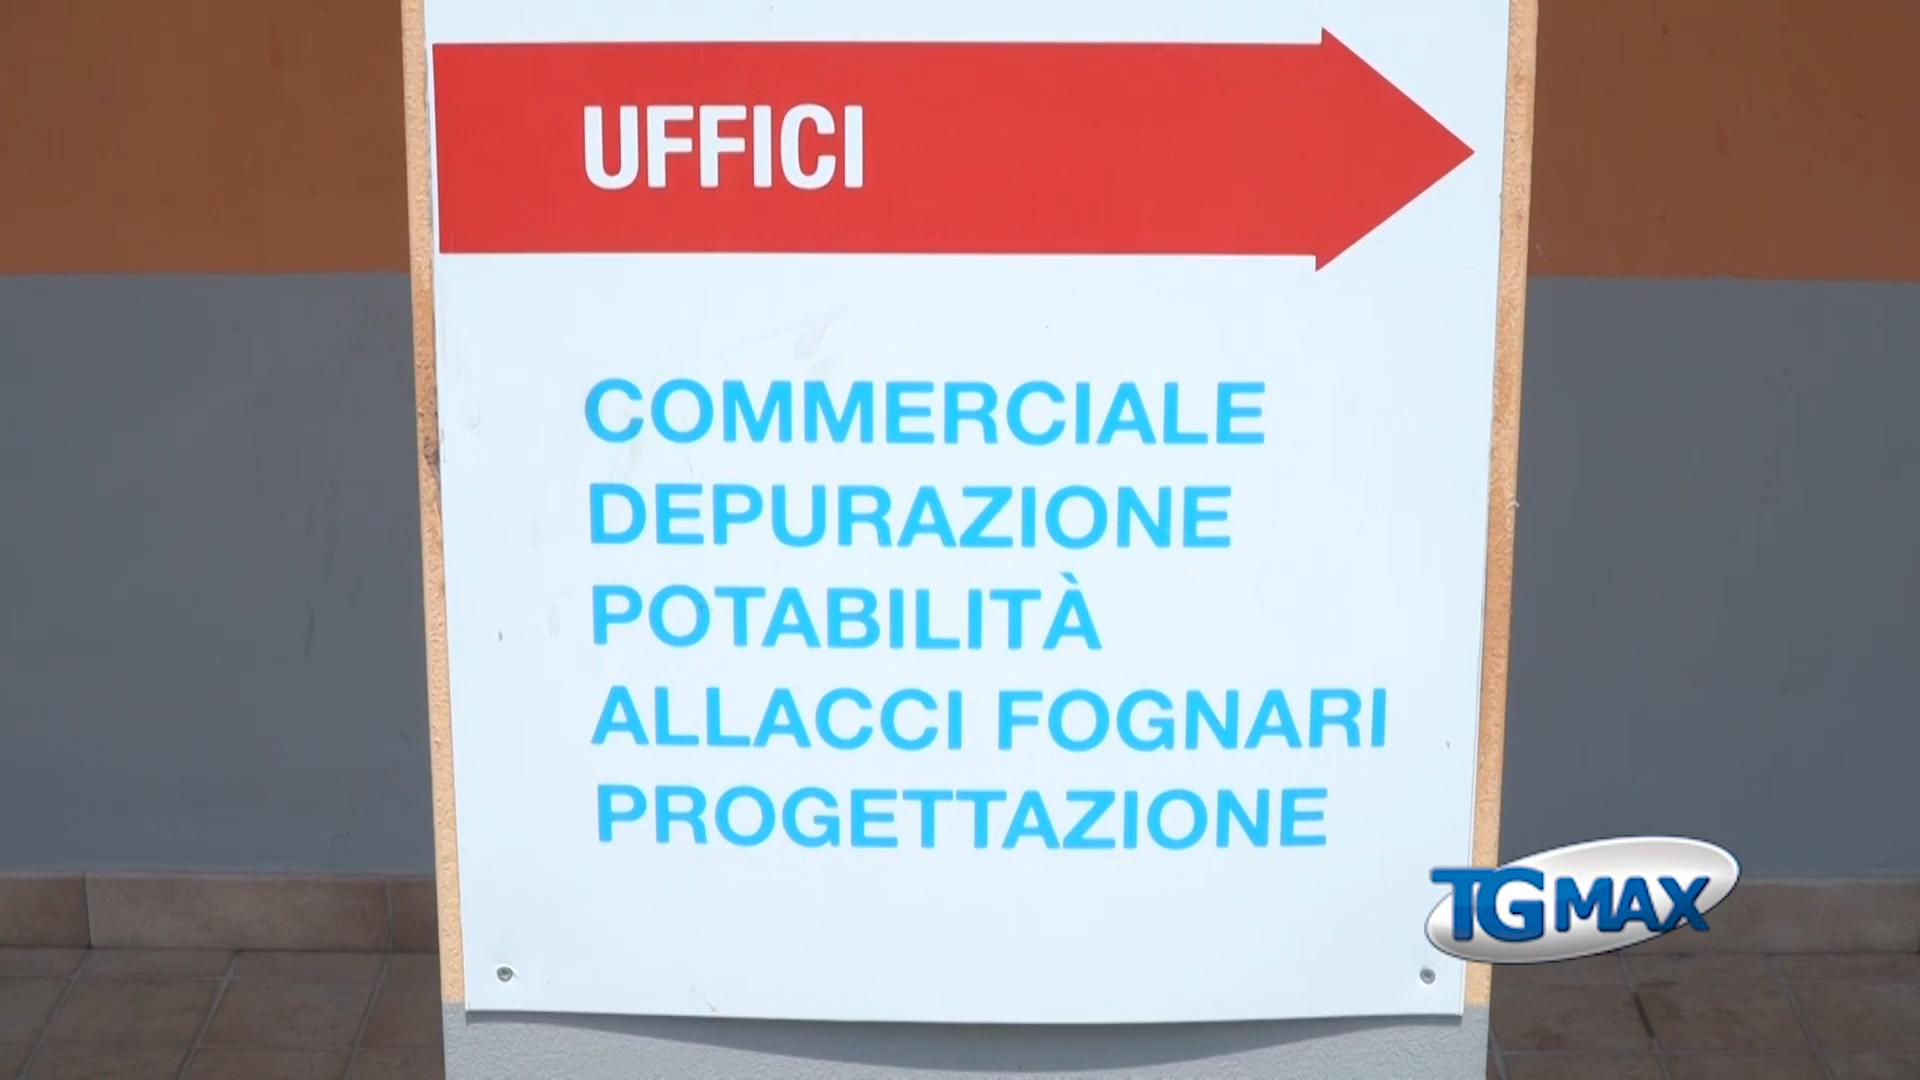 UFFICI
COMMERCIALE
DEPURAZIONE
POTABILITÀ
ALLACCI FOGNARI
PROGETTAZIONE
TGMAX